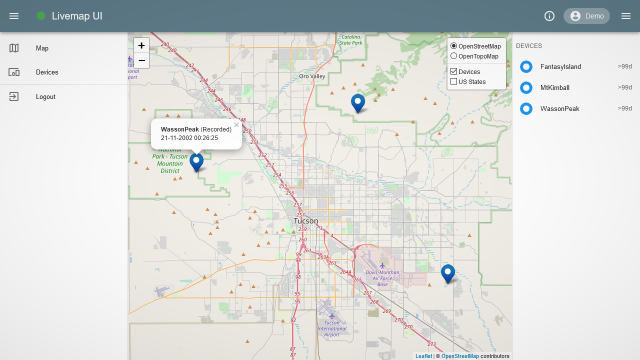 Livemap UI
Demo
Map
Devices
Logout
+
−
Catalina
State Park
Oro Valley
OpenStreetMap
OpenTopoMap
Devices
US States
DEVICES
FantasyIsland
>99d
MtKimball
>99d
WassonPeak
>99d
WassonPeak (Recorded)
21-11-2002 00:26:25
×
Park - Tucson
Mountain
District
Tucson
Davis-Monthan
Air Force
Base
Tucson
International
Airport
Leaflet | © OpenStreetMap contributors